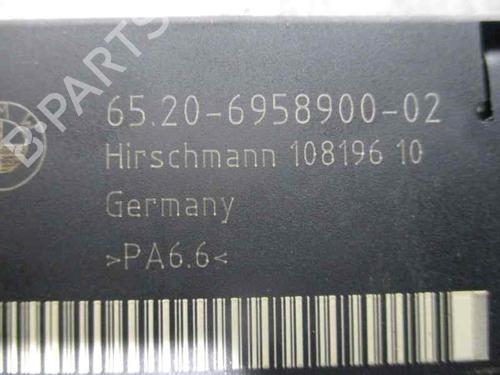 65.20-6958900-02
Hirschmann 108196 10
Germany
>PA6.6<
B-PARTS